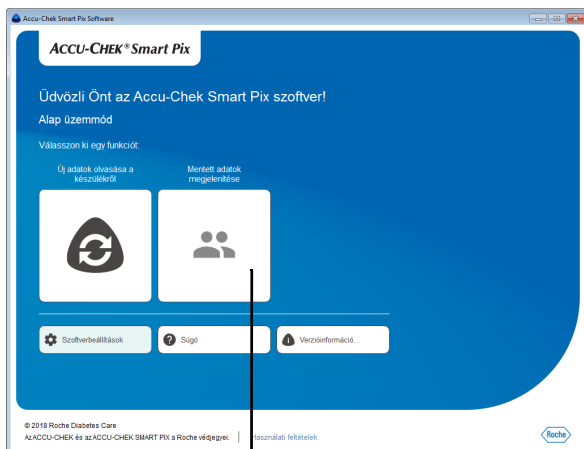 Accu-Chek Smart Pix Software
ACCU-CHEK® Smart Pix
Üdvözli Önt az Accu-Chek Smart Pix szoftver!
Alap üzemmód
Válasszon ki egy funkciót:
Új adatok olvasása a
készülékről
Mentett adatok
megjelenítése
Szoftverbeállítások
Súgó
Verzióinformáció...
© 2018 Roche Diabetes Care
Az ACCU-CHEK és az ACCU-CHEK SMART PIX a Roche védjegyei.
Használati feltételek
Roche